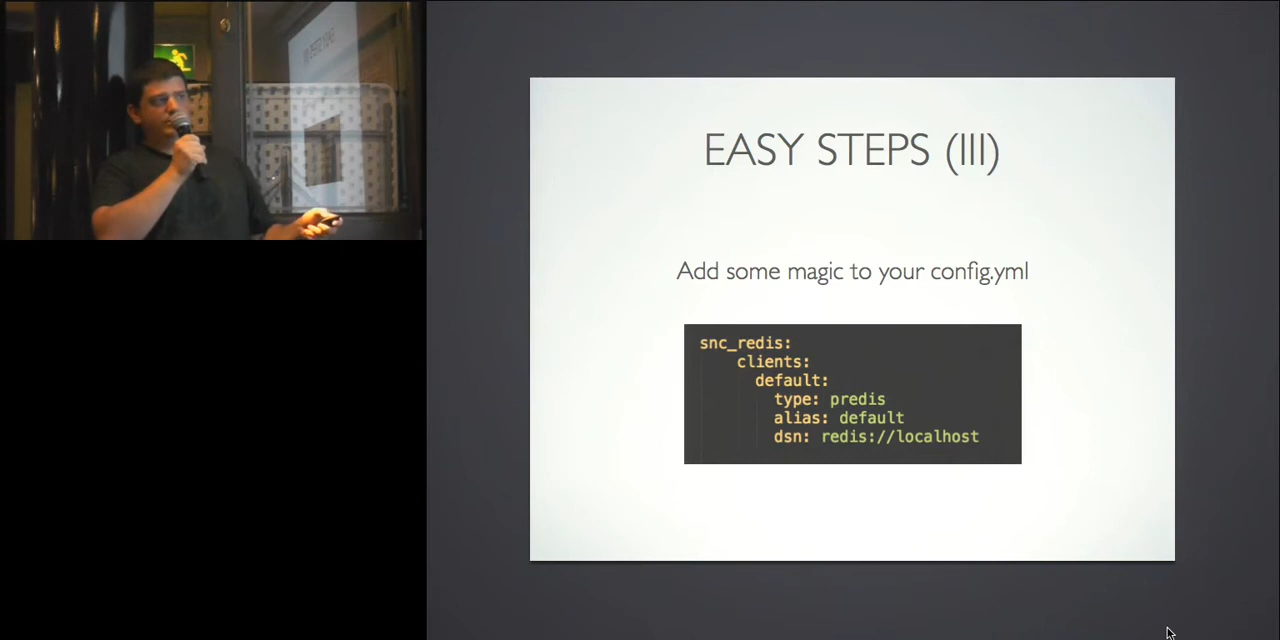 EASY STEPS (III)
Add some magic to your config.yml
snc_redis:
clients:
default:
type: predis
alias: default
dsn: redis://localhost